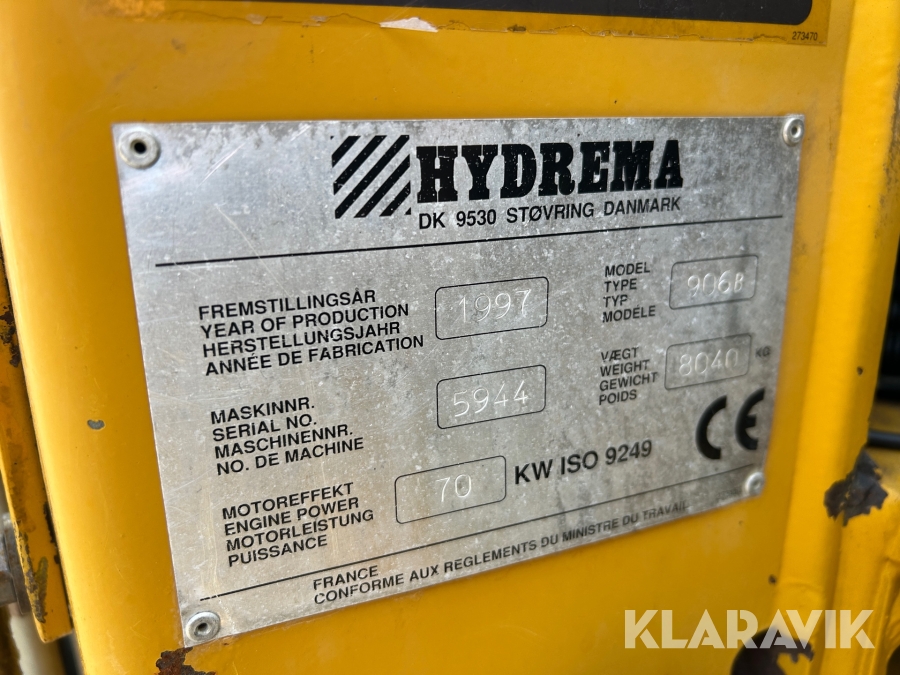 273470
HYDREMA
DK 9530 STØVRING DANMARK
FREMSTILLINGSÅR
YEAR OF PRODUCTION
HERSTELLUNGSJAHR
ANNÉE DE FABRICATION
1997
MODEL
TYPE
TYP
MODÉLE
906B
MASKINNR.
SERIAL NO.
MASCHINENNR.
NO. DE MACHINE
5944
VÆGT
WEIGHT
GEWICHT
POIDS
8040 KG
MOTOREFFEKT
ENGINE POWER
MOTORLEISTUNG
PUISSANCE
70 KW ISO 9249
CE
FRANCE
CONFORME AUX REGLEMENTS DU MINISTRE DU TRAVAIL
KLARAVIK